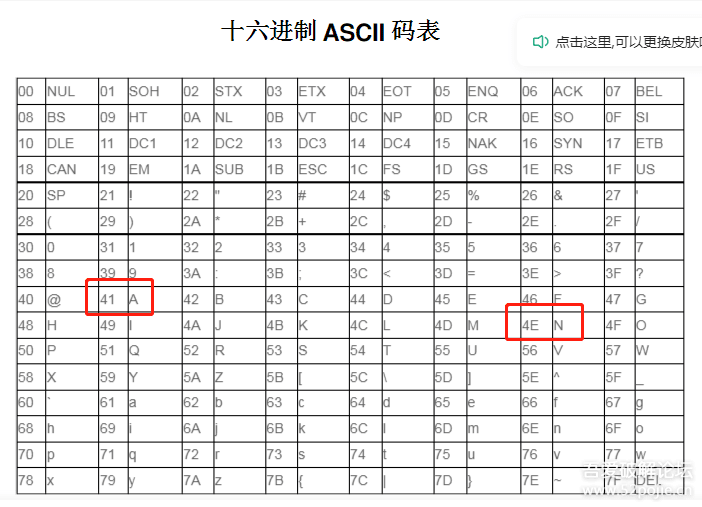 十六进制 ASCII 码表
点击这里,可以更换皮肤
00 NUL 01 SOH 02 STX 03 ETX 04 EOT 05 ENQ 06 ACK 07 BEL
08 BS 09 HT 0A NL 0B VT 0C NP 0D CR 0E SO 0F SI
10 DLE 11 DC1 12 DC2 13 DC3 14 DC4 15 NAK 16 SYN 17 ETB
18 CAN 19 EM 1A SUB 1B ESC 1C FS 1D GS 1E RS 1F US
20 SP 21 ! 22 " 23 # 24 $ 25 % 26 & 27 '
28 ( 29 ) 2A * 2B + 2C , 2D - 2E . 2F /
30 0 31 1 32 2 33 3 34 4 35 5 36 6 37 7
38 8 39 9 3A : 3B ; 3C < 3D = 3E > 3F ?
40 @ 41 A 42 B 43 C 44 D 45 E 46 F 47 G
48 H 49 I 4A J 4B K 4C L 4D M 4E N 4F O
50 P 51 Q 52 R 53 S 54 T 55 U 56 V 57 W
58 X 59 Y 5A Z 5B [ 5C \ 5D ] 5E ^ 5F _
60 ` 61 a 62 b 63 c 64 d 65 e 66 f 67 g
68 h 69 i 6A j 6B k 6C l 6D m 6E n 6F o
70 p 71 q 72 r 73 s 74 t 75 u 76 v 77 w
78 x 79 y 7A z 7B { 7C | 7D } 7E ~ 7F DEL
吾爱破解论坛
www.52pojie.cn